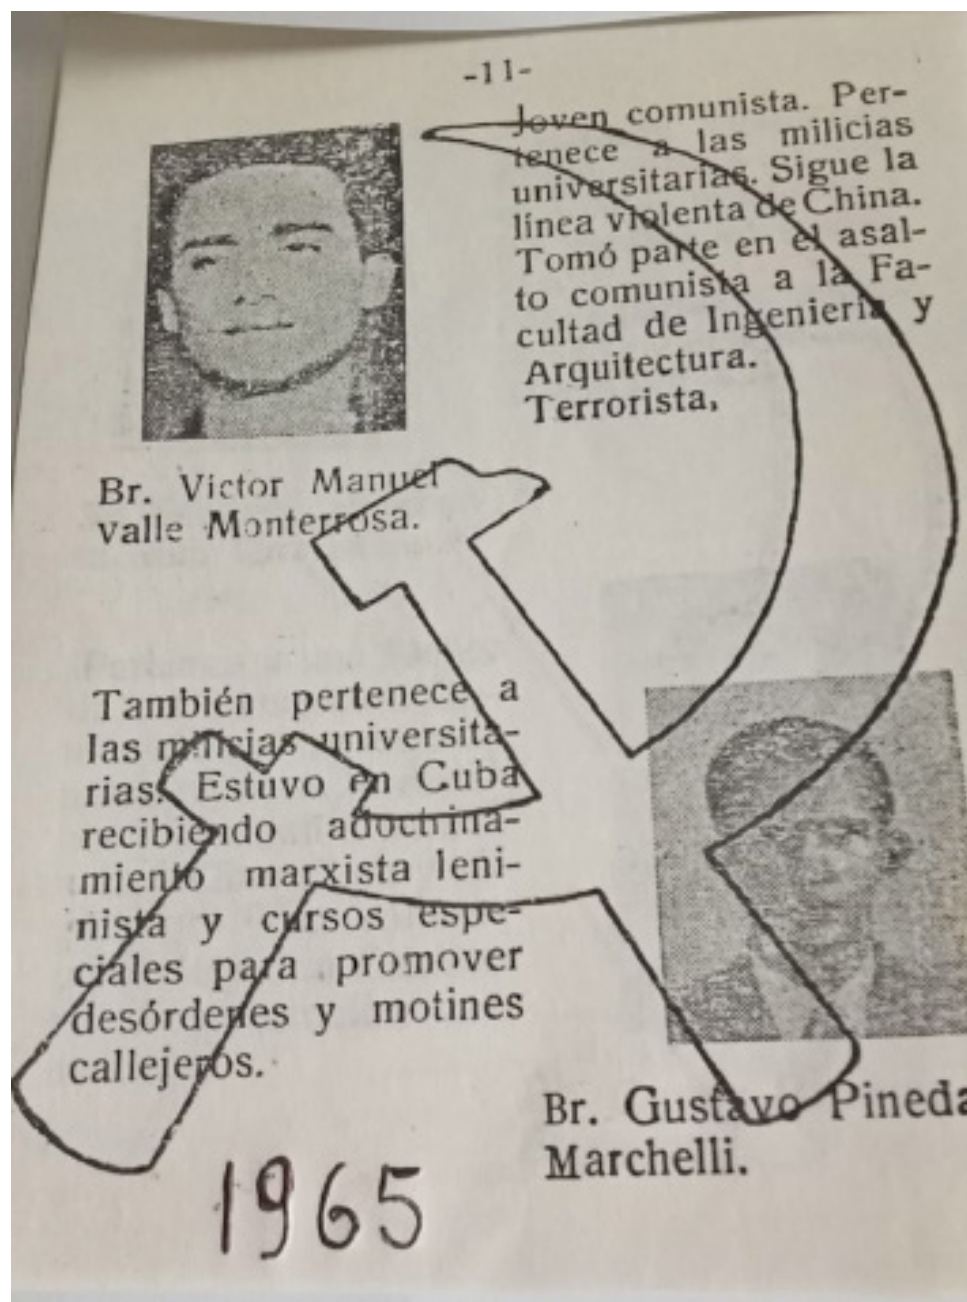 -11-
Joven comunista. Per-
tenece a las milicias
universitarias. Sigue la
línea violenta de China.
Tomó parte en el asal-
to comunista a la Fa-
cultad de Ingeniería y
Arquitectura.
Terrorista,
Br. Victor Manuel
valle Monterrosa.
También pertenece a
las milicias universita-
rias. Estuvo en Cuba
recibiendo adoctrina-
miento marxista leni-
nista y cursos espe-
ciales para promover
desórdenes y motines
callejeros.
Br. Gustavo Pineda
Marchelli.
1965